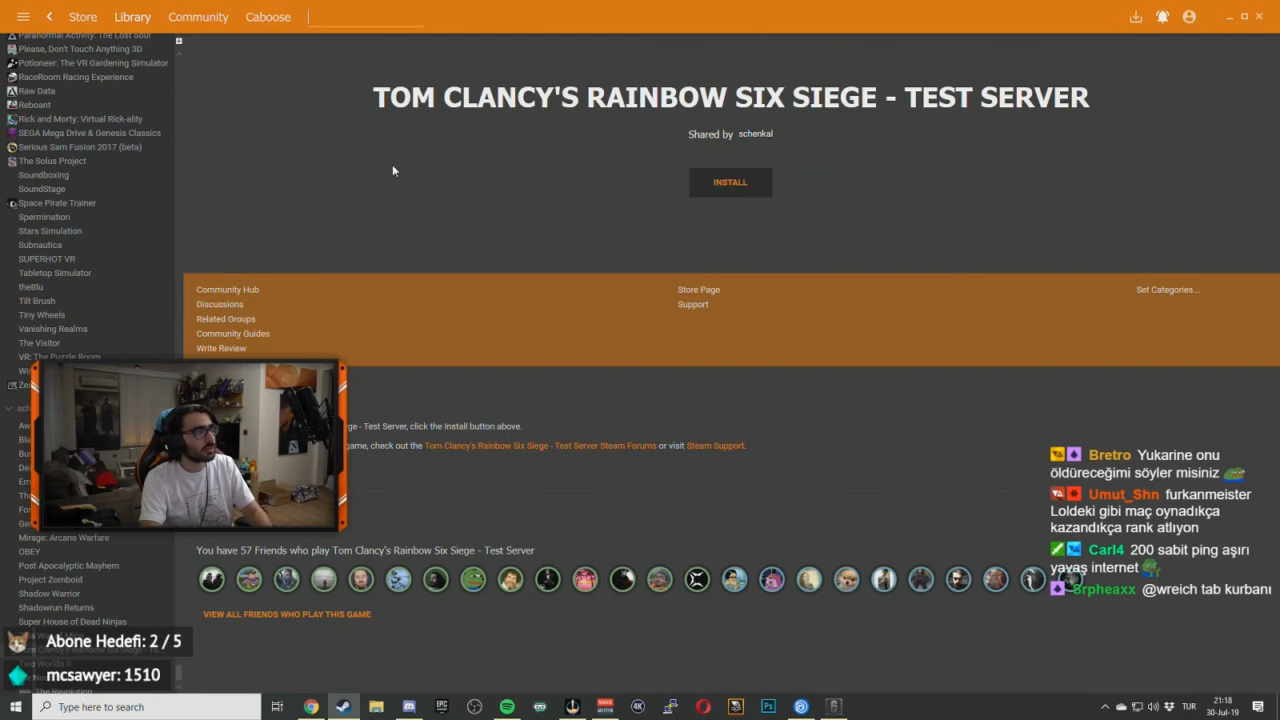 Store
Library
Community
Caboose
Paranormal Activity: The Lost Soul
Please, Don't Touch Anything 3D
Potioneer: The VR Gardening Simulator
RaceRoom Racing Experience
Raw Data
Reboant
Rick and Morty: Virtual Rick-ality
SEGA Mega Drive & Genesis Classics
Serious Sam Fusion 2017 (beta)
The Solus Project
Soundboxing
SoundStage
Space Pirate Trainer
Spermination
Stars Simulation
Subnautica
SUPERHOT VR
Tabletop Simulator
theBlu
Tilt Brush
Tiny Wheels
Vanishing Realms
The Visitor
VR: The Puzzle Room
Mirage: Arcane Warfare
OBEY
Post Apocalyptic Mayhem
Project Zomboid
Shadow Warrior
Shadowrun Returns
Super House of Dead Ninjas
TOM CLANCY'S RAINBOW SIX SIEGE - TEST SERVER
Shared by schenkal
INSTALL
Community Hub
Discussions
Related Groups
Community Guides
Write Review
Store Page
Support
Set Categories...
ge - Test Server, click the Install button above.
game, check out the Tom Clancy's Rainbow Six Siege - Test Server Steam Forums or visit Steam Support.
You have 57 Friends who play Tom Clancy's Rainbow Six Siege - Test Server
VIEW ALL FRIENDS WHO PLAY THIS GAME
Bretro Yukarine onu
öldüreceğimi söyler misiniz
Umut_Shn furkanmeister
Loldeki gibi maç oynadıkça
kazandıkça rank atlıyon
Carl4 200 sabit ping aşırı
yavaş internet
@wreich tab kurbanı
Abone Hedefi: 2 / 5
mcsawyer: 1510
Type here to search
EPIC
4K
Ps
TUR
21:18
30-Jul-19